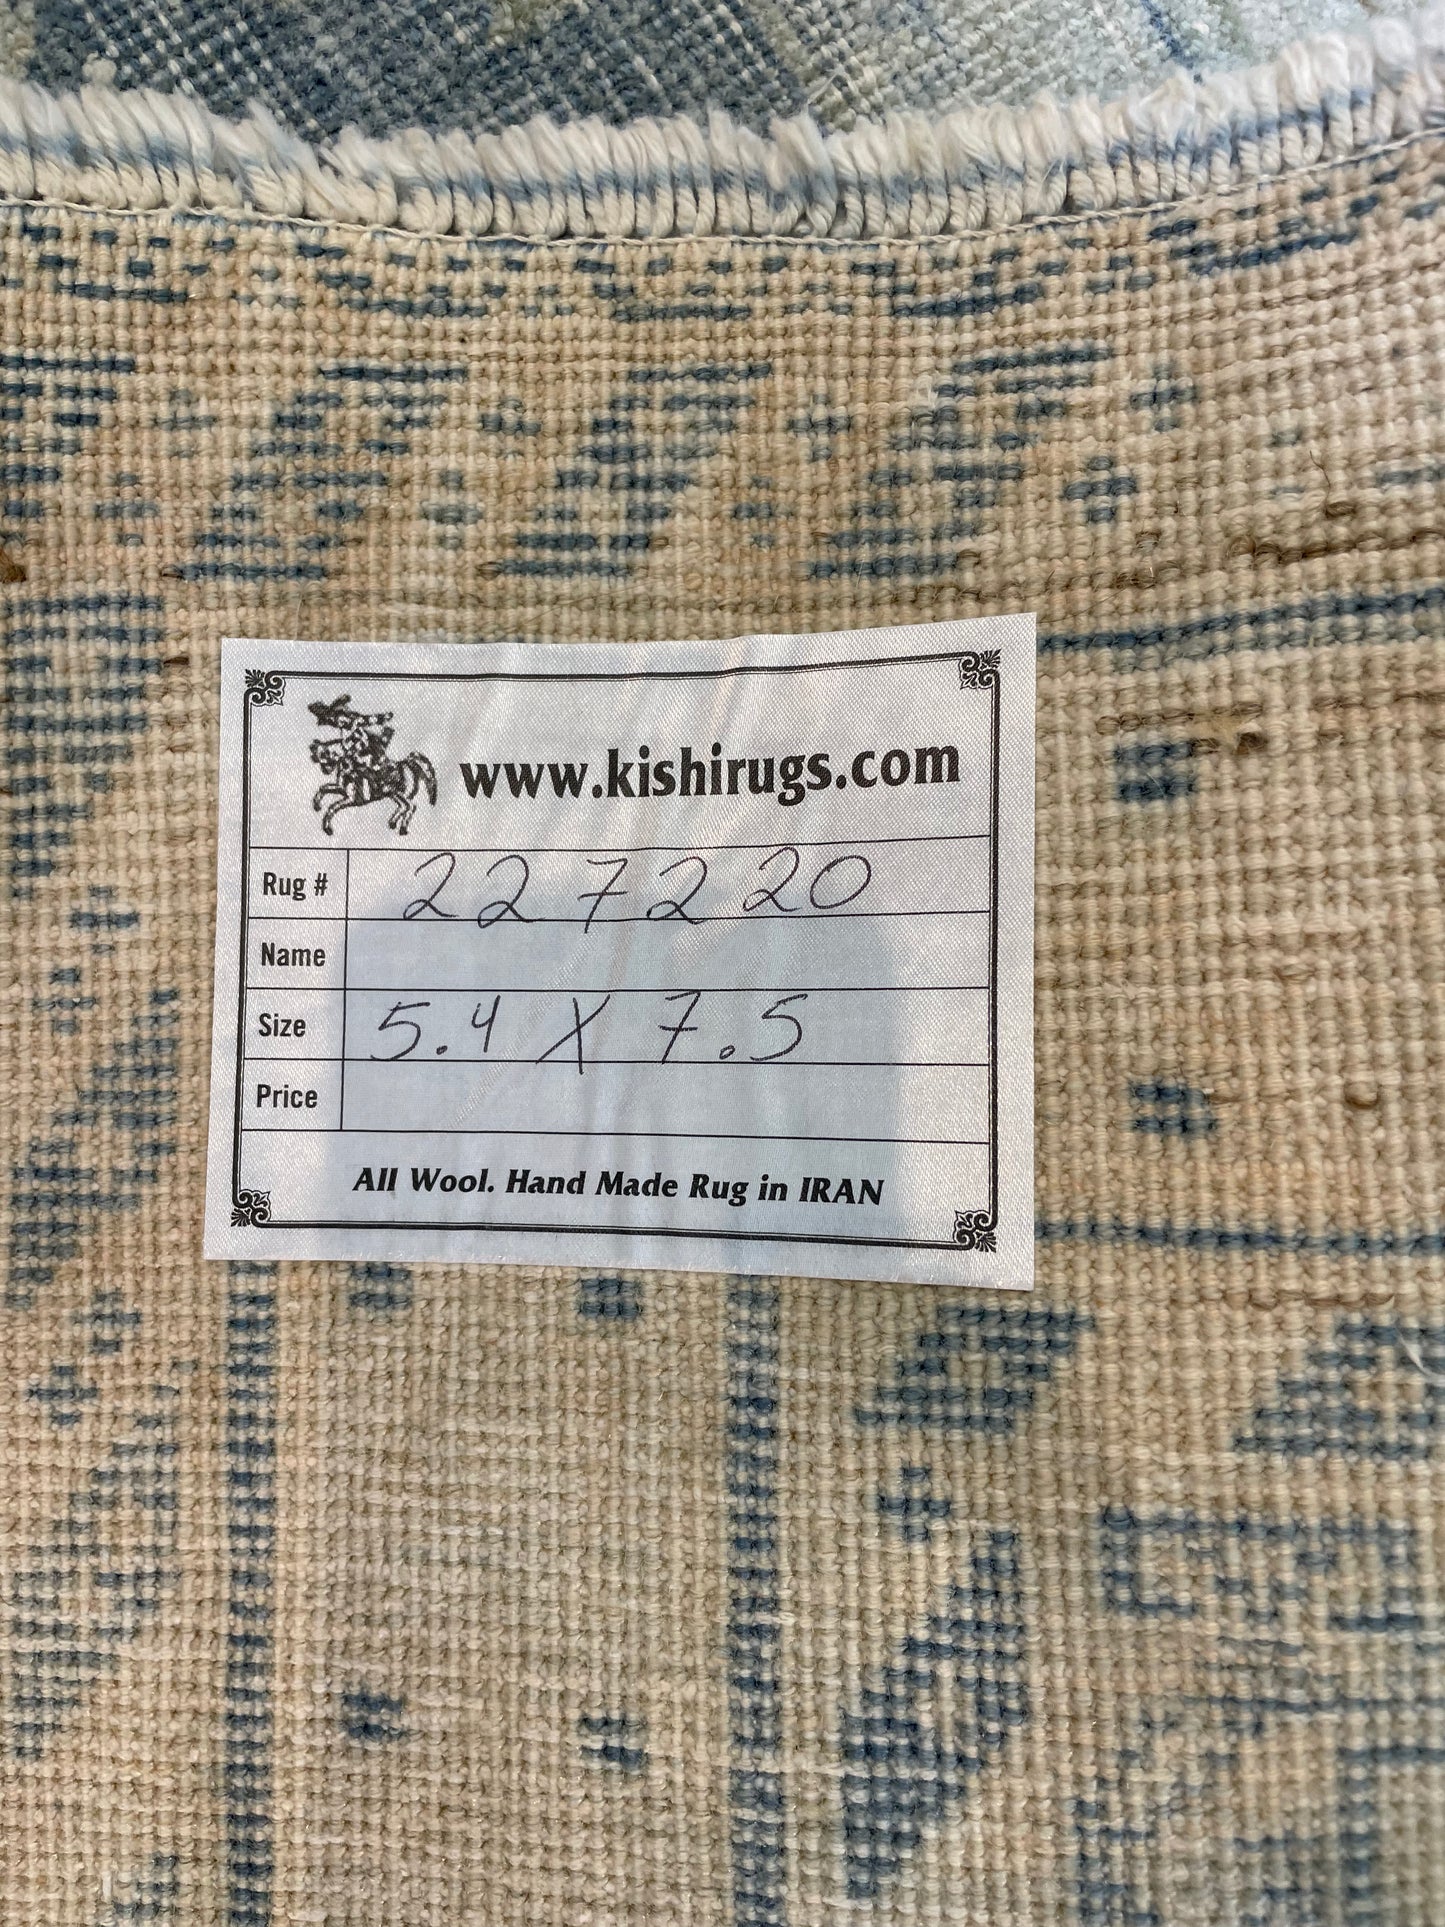 www.kishirugs.com
Rug # 227220
Name
Size 5.4 X 7.5
Price
All Wool. Hand Made Rug in IRAN